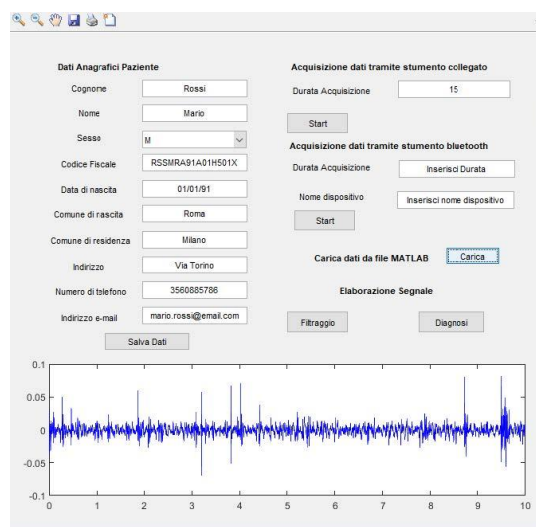 Dati Anagrafici Paziente
Cognome Rossi
Nome Mario
Sesso M
Codice Fiscale RSSMRA91A01H501X
Data di nascita 01/01/91
Comune di nascita Roma
Comune di residenza Milano
Indirizzo Via Torino
Numero di telefono 3560885786
Indirizzo e-mail mario.rossi@email.com
Salva Dati
Acquisizione dati tramite stumento collegato
Durata Acquisizione 15
Start
Acquisizione dati tramite stumento bluetooth
Durata Acquisizione Inserisci Durata
Nome dispositivo Inserisci nome dispositivo
Start
Carica dati da file MATLAB Carica
Elaborazione Segnale
Filtraggio Diagnosi
0.1
0.05
0
-0.05
-0.1
0 1 2 3 4 5 6 7 8 9 10